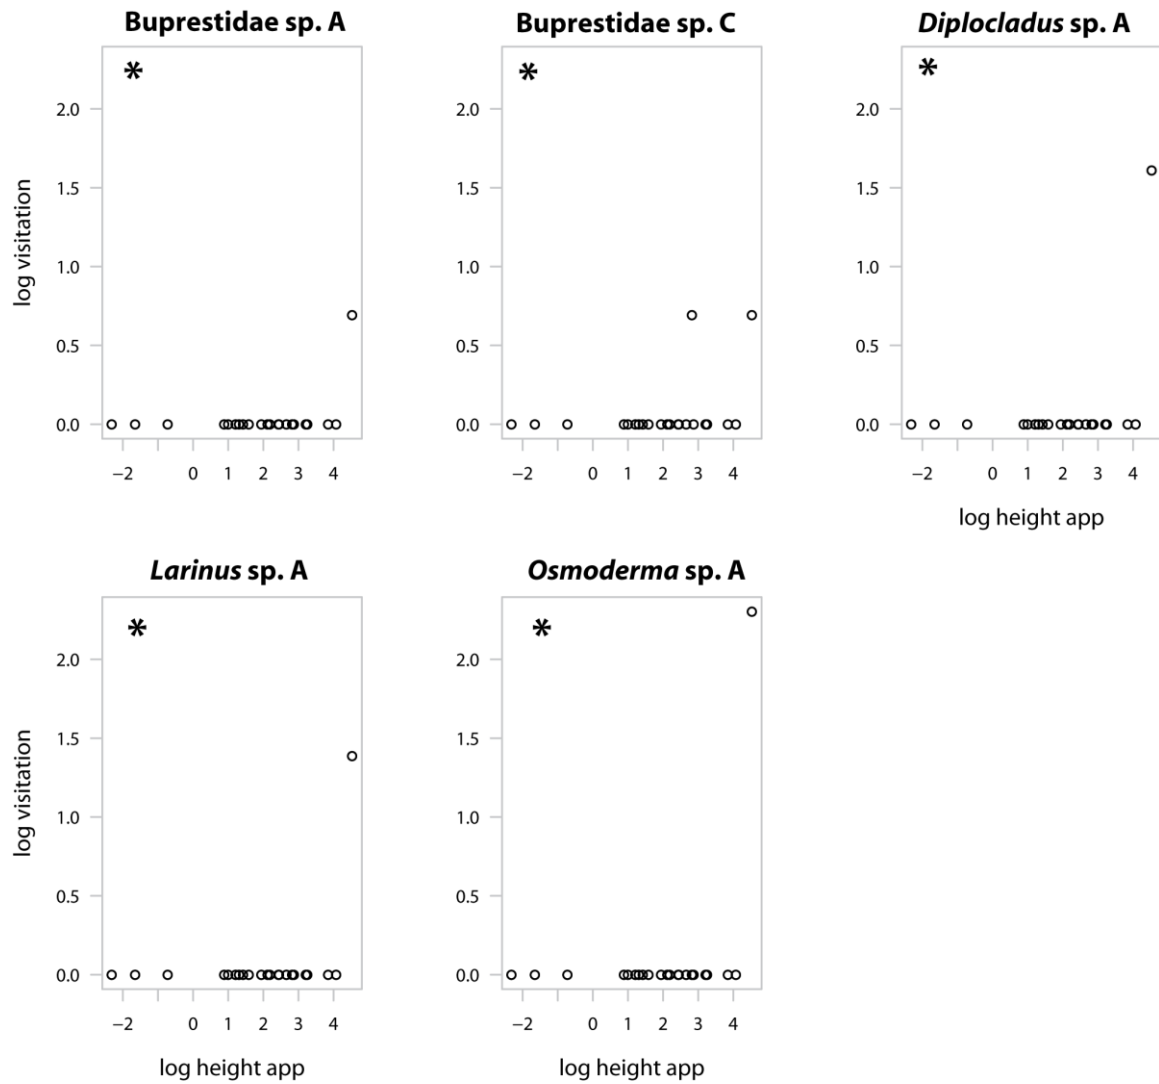 Buprestidae sp. A
Buprestidae sp. C
Diplocladus sp. A
*
*
*
log visitation
2.0
1.5
1.0
0.5
0.0
2.0
1.5
1.0
0.5
0.0
2.0
1.5
1.0
0.5
0.0
−2 0 1 2 3 4
−2 0 1 2 3 4
−2 0 1 2 3 4
log height app
Larinus sp. A
Osmoderma sp. A
*
*
log visitation
2.0
1.5
1.0
0.5
0.0
2.0
1.5
1.0
0.5
0.0
−2 0 1 2 3 4
−2 0 1 2 3 4
log height app
log height app